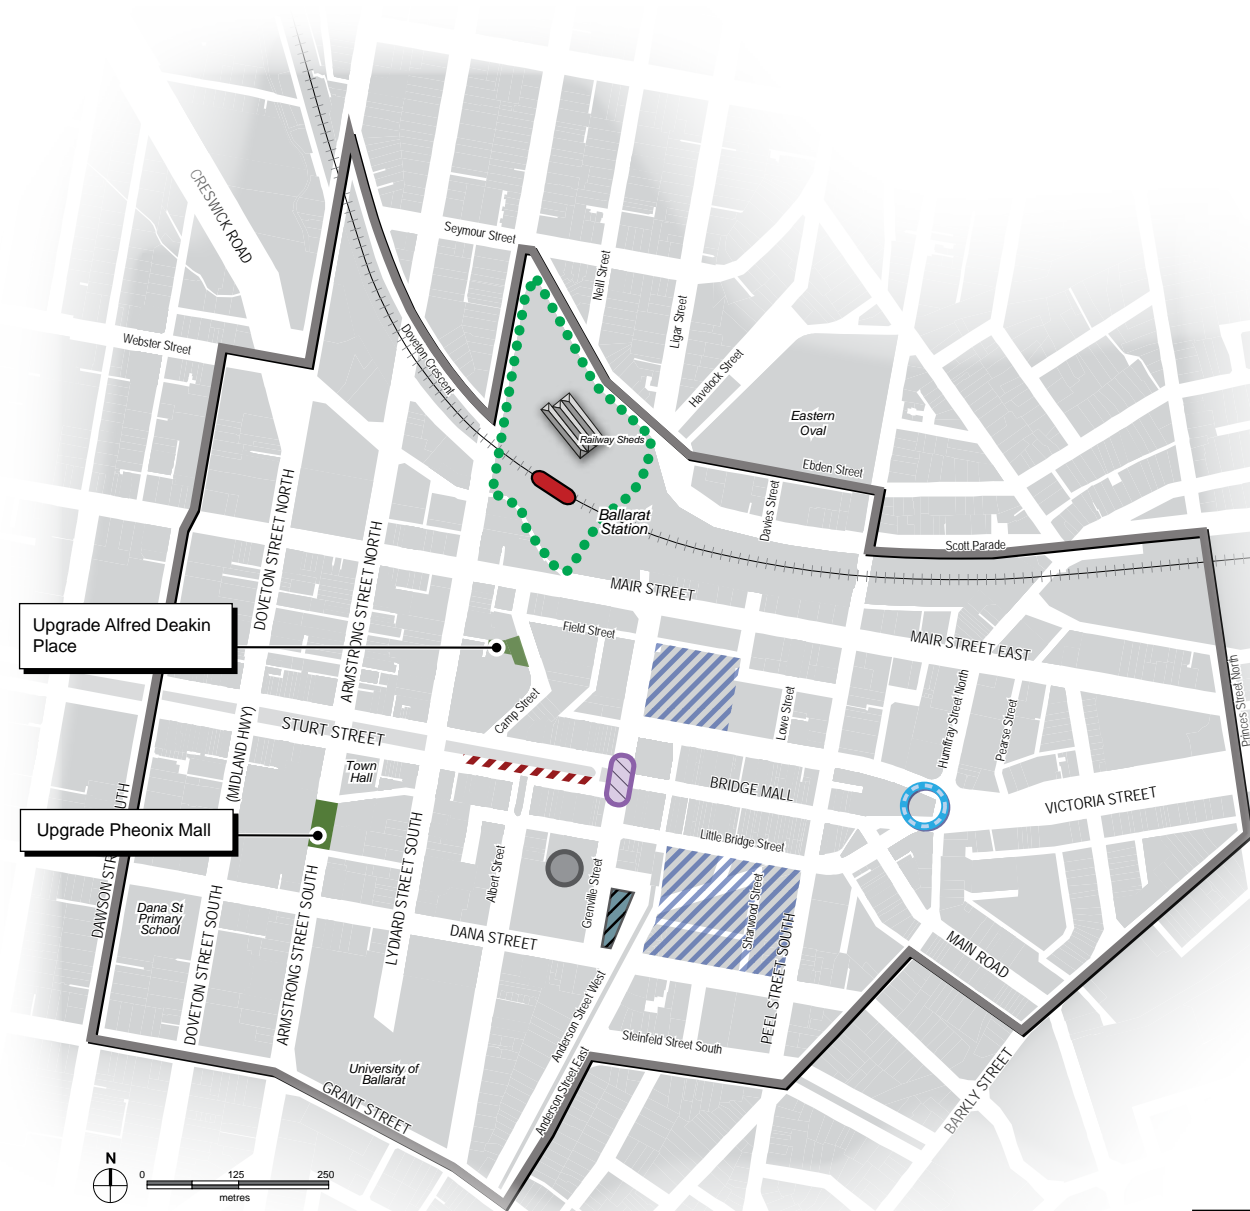 CRESWICK ROAD
Seymour Street
Neill Street
Ligar Street
Webster Street
Doveton Crescent
Havelock Street
Eastern
Oval
Railway Sheds
Ebden Street
Davies Street
Ballarat
Station
Scott Parade
DOVETON STREET NORTH
ARMSTRONG STREET NORTH
MAIR STREET
Upgrade Alfred Deakin
Place
Field Street
MAIR STREET EAST
Princes Street North
Humffray Street North
Pearse Street
Lowe Street
Camp Street
STURT STREET
(MIDLAND HWY)
Town
Hall
BRIDGE MALL
VICTORIA STREET
Upgrade Pheonix Mall
Little Bridge Street
LYDIARD STREET SOUTH
Albert Street
Grenville Street
Sharwood Street
PEEL STREET SOUTH
DAWSON STR
UTH
Dana St
Primary
School
DOVETON STREET SOUTH
ARMSTRONG STREET SOUTH
DANA STREET
MAIN ROAD
Anderson Street West
Anderson Street East
Steinfeld Street South
University of
Ballarat
GRANT STREET
BARKLY STREET
N
0 125 250
metres